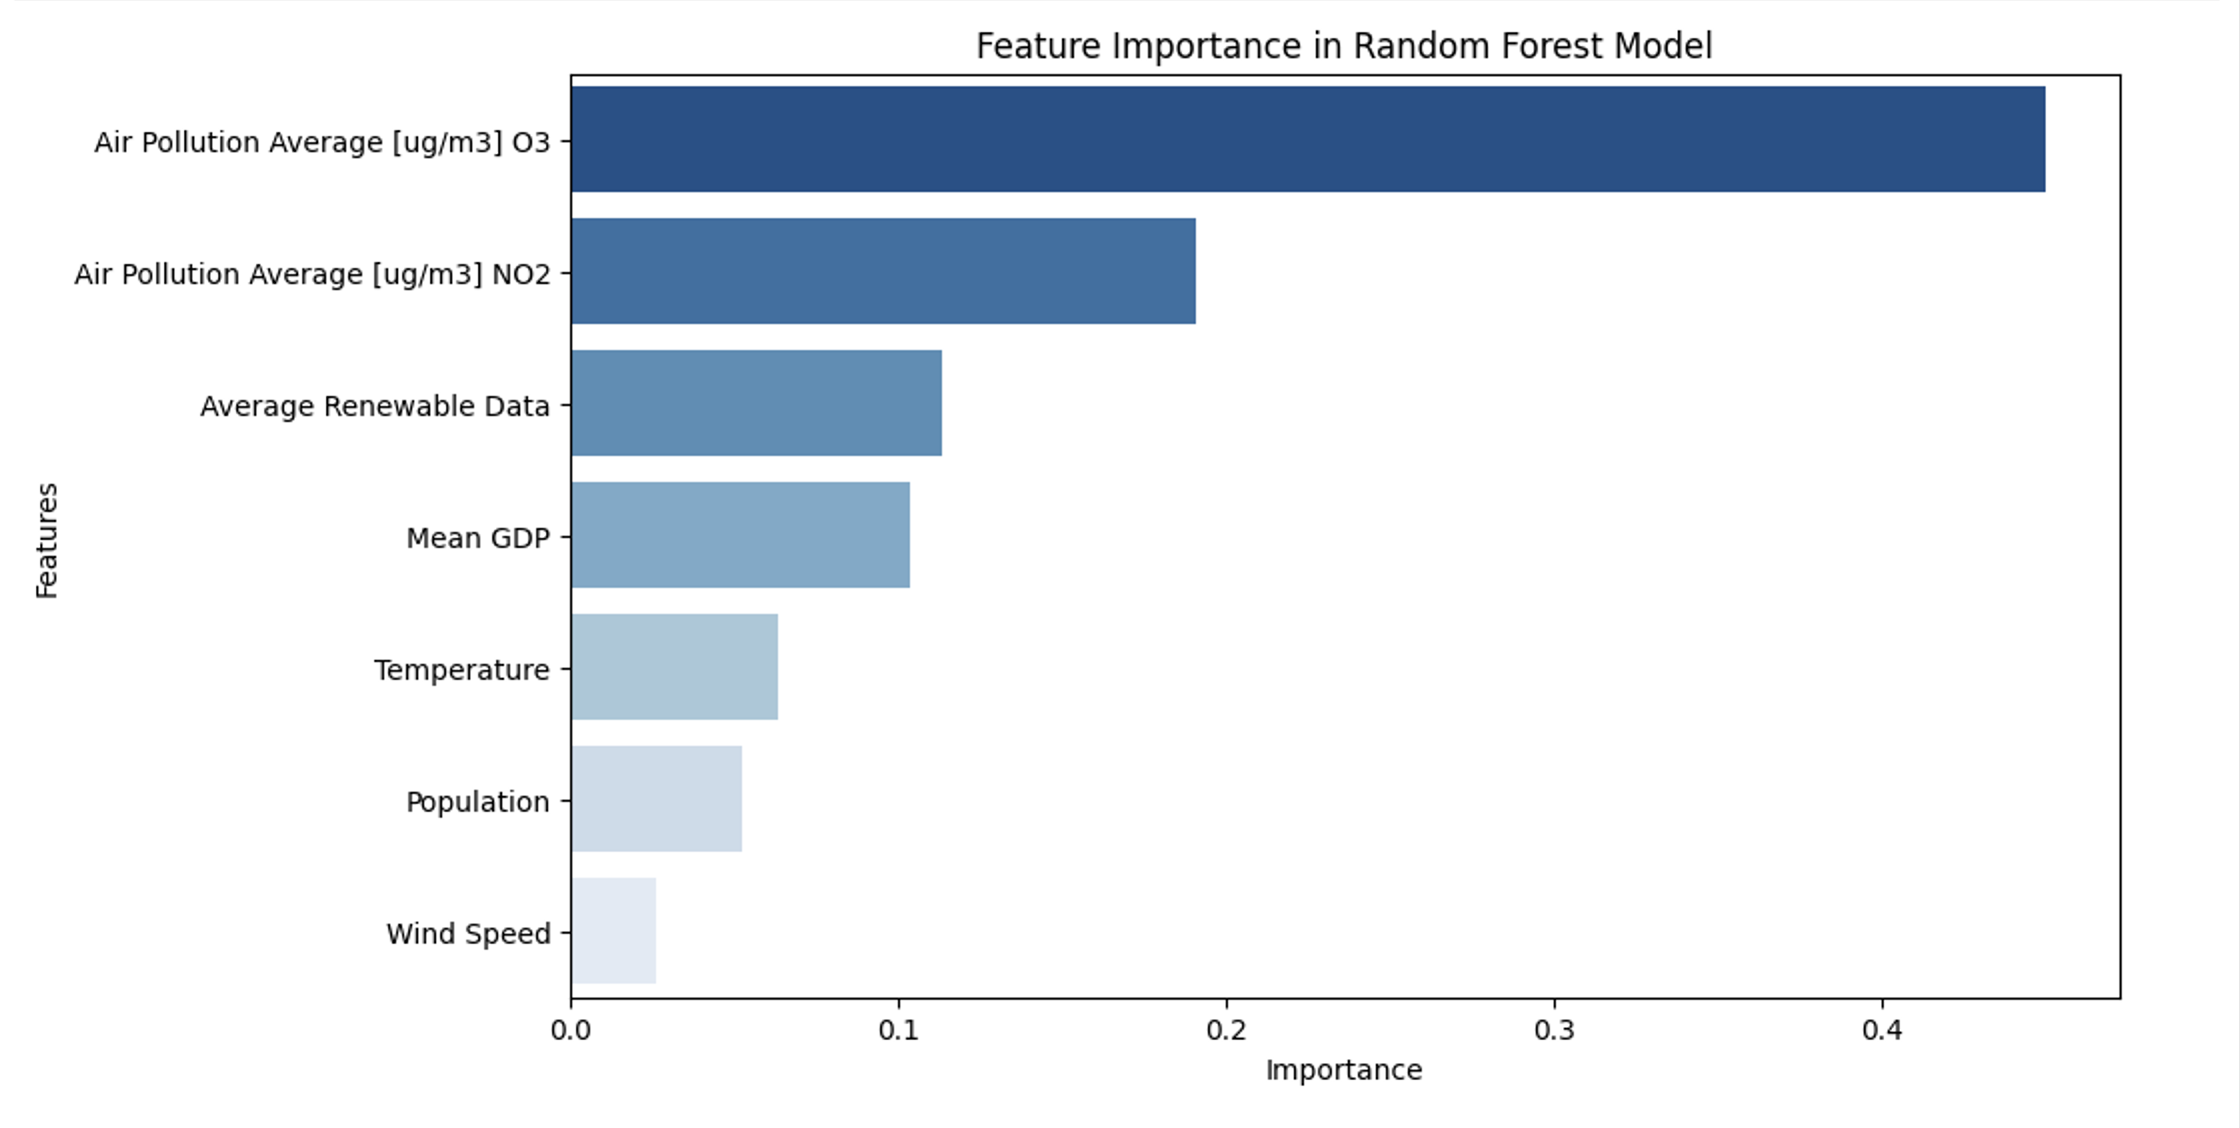 Feature Importance in Random Forest Model
Air Pollution Average [ug/m3] O3
Air Pollution Average [ug/m3] NO2
Average Renewable Data
Mean GDP
Temperature
Population
Wind Speed
Features
0.0 0.1 0.2 0.3 0.4
Importance